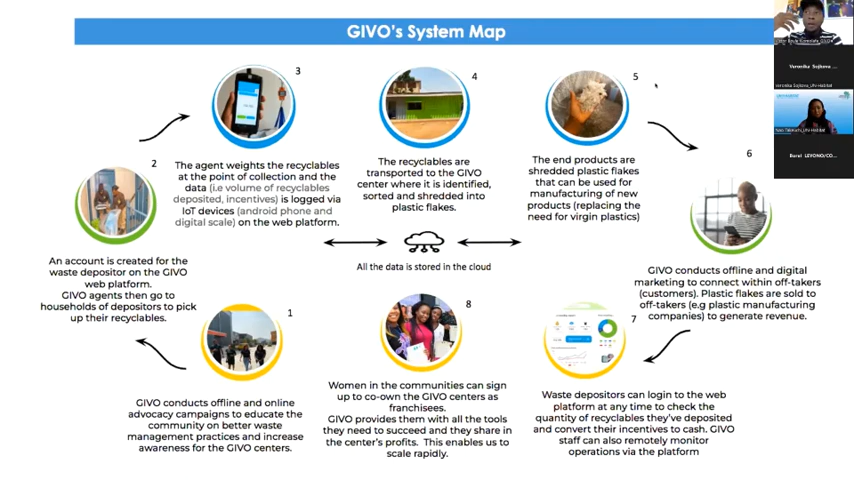 GIVO's System Map
1
GIVO conducts offline and online
advocacy campaigns to educate the
community on better waste
management practices and increase
awareness for the GIVO centers.
2
An account is created for the
waste depositor on the GIVO
web platform.
GIVO agents then go to
households of depositors to pick
up their recyclables.
3
The agent weights the recyclables
at the point of collection and the
data (i.e volume of recyclables
deposited, incentives) is logged via
IoT devices (android phone and
digital scale) on the web platform.
4
The recyclables are
transported to the GIVO
center where it is identified,
sorted and shredded into
plastic flakes.
5
The end products are
shredded plastic flakes
that can be used for
manufacturing of new
products (replacing the
need for virgin plastics)
6
GIVO conducts offline and digital
marketing to connect within off-takers
(customers). Plastic flakes are sold to
off-takers (e.g plastic manufacturing
companies) to generate revenue.
7
Waste depositors can login to the web
platform at any time to check the
quantity of recyclables they've deposited
and convert their incentives to cash. GIVO
staff can also remotely monitor
operations via the platform
8
Women in the communities can sign
up to co-own the GIVO centers as
franchisees.
GIVO provides them with all the tools
they need to succeed and they share in
the center's profits. This enables us to
scale rapidly.
All the data is stored in the cloud
Veronika Sojkova ...
Veronika Sojkova_UN-Habitat